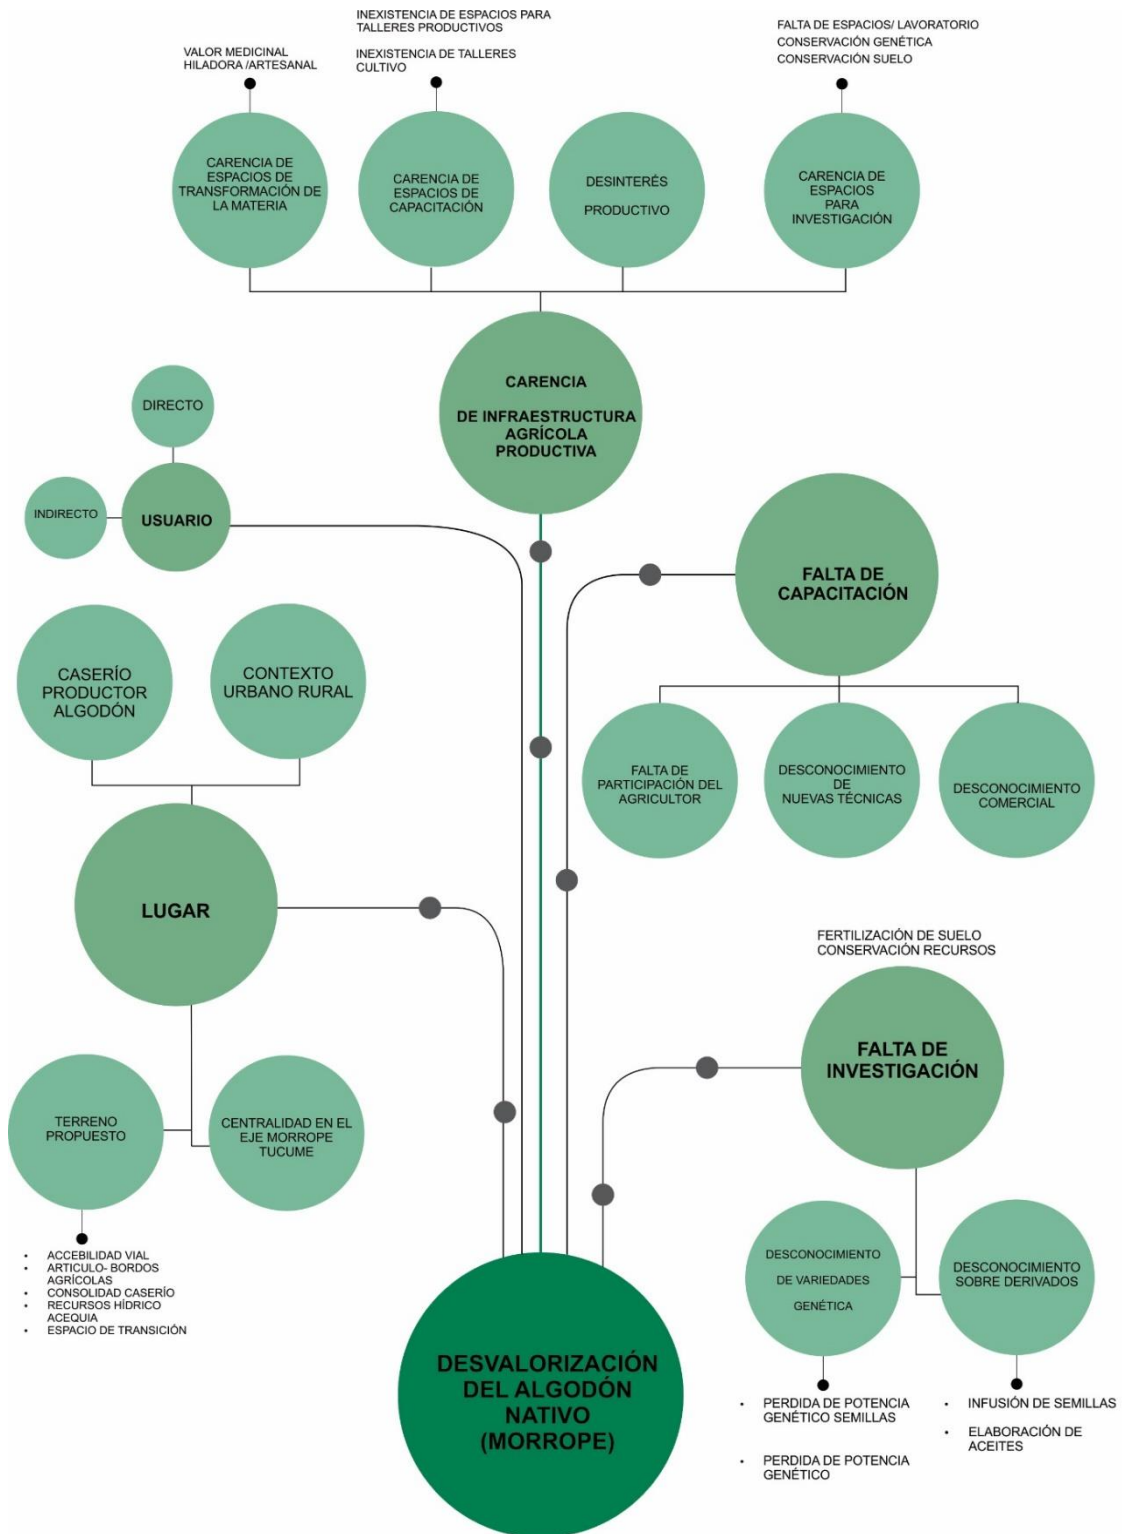 INEXISTENCIA DE ESPACIOS PARA
TALLERES PRODUCTIVOS
INEXISTENCIA DE TALLERES
CULTIVO
FALTA DE ESPACIOS/ LAVORATORIO
CONSERVACIÓN GENÉTICA
CONSERVACIÓN SUELO
VALOR MEDICINAL
HILADORA /ARTESANAL
CARENCIA DE
ESPACIOS DE
TRANSFORMACIÓN DE
LA MATERIA
CARENCIA DE
ESPACIOS DE
CAPACITACIÓN
DESINTERÉS
PRODUCTIVO
CARENCIA DE
ESPACIOS
PARA
INVESTIGACIÓN
CARENCIA
DE INFRAESTRUCTURA
AGRÍCOLA
PRODUCTIVA
DIRECTO
INDIRECTO
USUARIO
FALTA DE
CAPACITACIÓN
CASERÍO
PRODUCTOR
ALGODÓN
CONTEXTO
URBANO RURAL
FALTA DE
PARTICIPACIÓN DEL
AGRICULTOR
DESCONOCIMIENTO
DE
NUEVAS TÉCNICAS
DESCONOCIMIENTO
COMERCIAL
LUGAR
FERTILIZACIÓN DE SUELO
CONSERVACIÓN RECURSOS
FALTA DE
INVESTIGACIÓN
TERRENO
PROPUESTO
CENTRALIDAD EN EL
EJE MORROPE
TUCUME
• ACCEBILIDAD VIAL
• ARTICULO- BORDOS
AGRÍCOLAS
• CONSOLIDAD CASERÍO
• RECURSOS HÍDRICO
ACEQUIA
• ESPACIO DE TRANSICIÓN
DESCONOCIMIENTO
DE VARIEDADES
GENÉTICA
DESCONOCIMIENTO
SOBRE DERIVADOS
DESVALORIZACIÓN
DEL ALGODÓN
NATIVO
(MORROPE)
• PERDIDA DE POTENCIA
GENÉTICO SEMILLAS
• PERDIDA DE POTENCIA
GENÉTICO
• INFUSIÓN DE SEMILLAS
• ELABORACIÓN DE
ACEITES